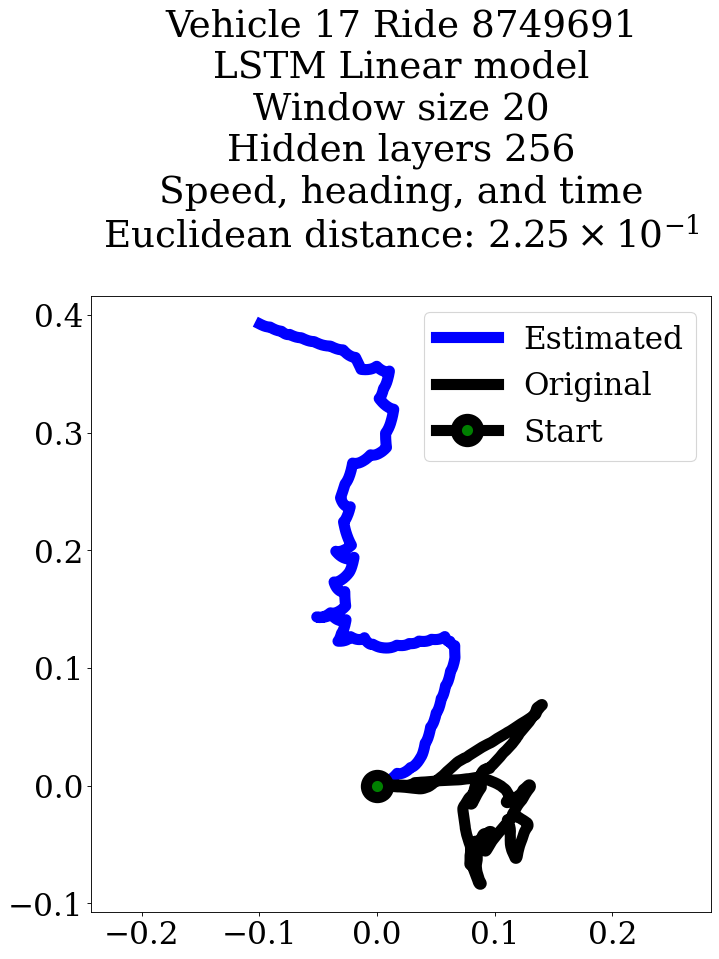 Vehicle 17 Ride 8749691
LSTM Linear model
Window size 20
Hidden layers 256
Speed, heading, and time
Euclidean distance: 2.25 × 10⁻¹
0.4
0.3
0.2
0.1
0.0
−0.1
Estimated
Original
Start
−0.2
−0.1
0.0
0.1
0.2